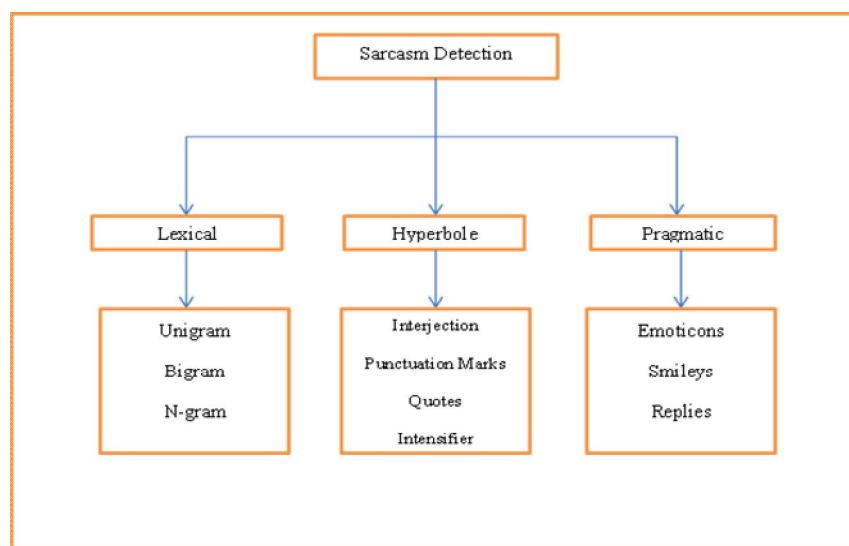 Sarcasm Detection
Lexical
Hyperbole
Pragmatic
Unigram
Bigram
N-gram
Interjection
Punctuation Marks
Quotes
Intensifier
Emoticons
Smileys
Replies